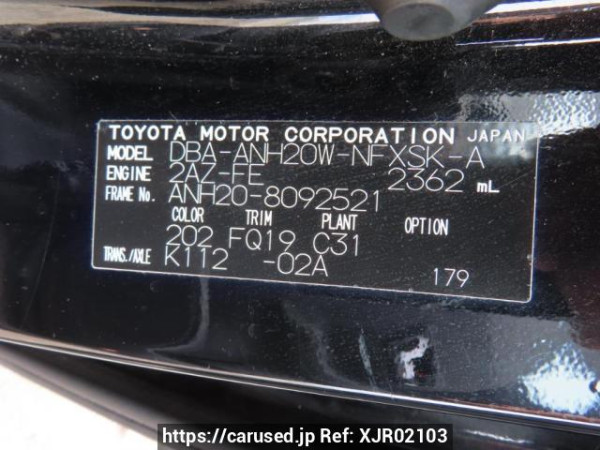 TOYOTA MOTOR CORPORATION JAPAN
MODEL DBA-ANH20W-NFXSK-A
ENGINE 2AZ-FE 2362 mL
FRAME No. ANH20-8092521
COLOR TRIM PLANT
202 FQ19 C31
TRANS./AXLE K112 -02A
179
https://carused.jp Ref: XJR02103